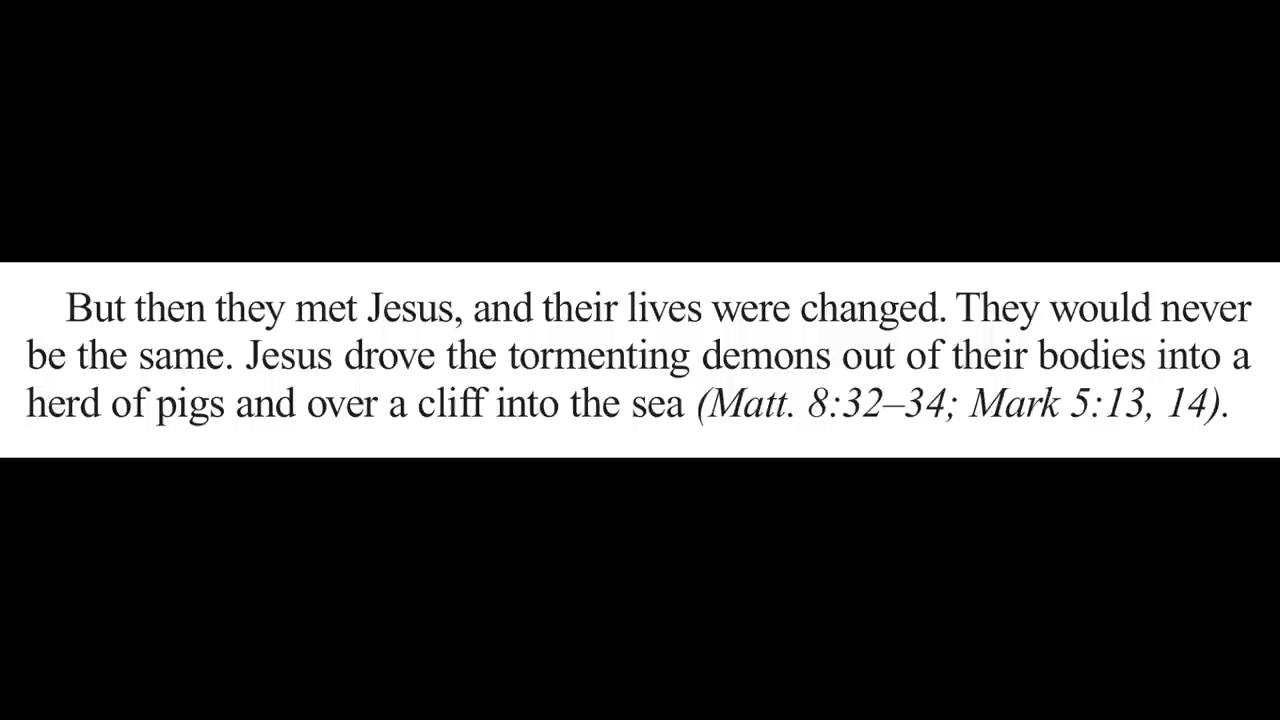 But then they met Jesus, and their lives were changed. They would never
be the same. Jesus drove the tormenting demons out of their bodies into a
herd of pigs and over a cliff into the sea (Matt. 8:32–34; Mark 5:13, 14).